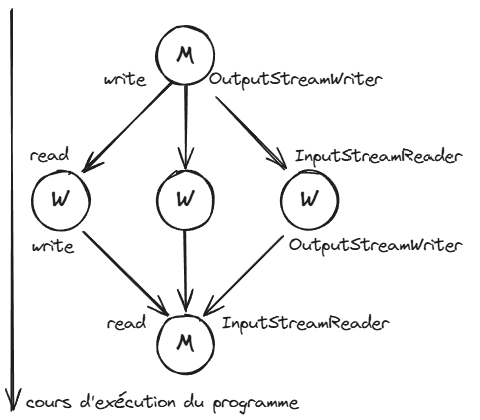 M
write
OutputStreamWriter
read
InputStreamReader
W
W
W
write
OutputStreamWriter
read
InputStreamReader
M
cours d'exécution du programme